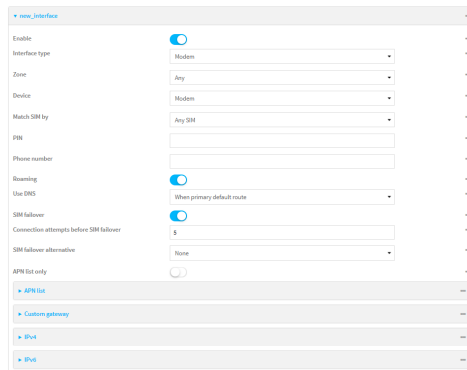 new_Interface
Enable
Interface type
Modem
Zone
Any
Device
Modem
Match SIM by
Any SIM
PIN
Phone number
Roaming
Use DNS
When primary default route
SIM failover
Connection attempts before SIM failover
5
SIM failover alternative
None
APN list only
APN list
Custom gateway
IPv4
IPv6